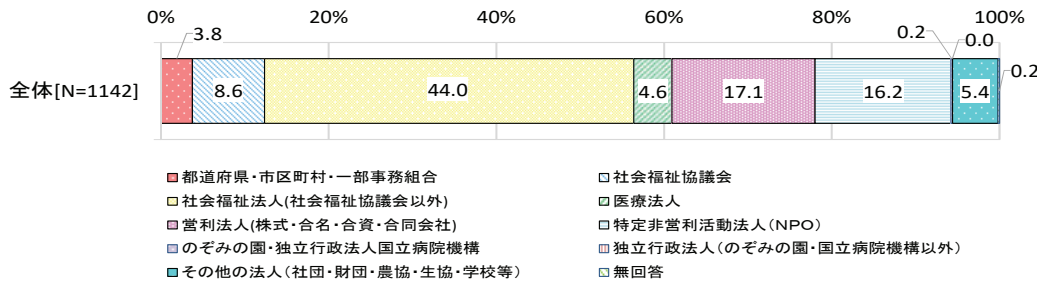 0% 20% 40% 60% 80% 100%
3.8 0.2 0.0 0.2
全体[N=1142] 8.6 44.0 4.6 17.1 16.2 5.4
都道府県・市区町村・一部事務組合 社会福祉協議会
社会福祉法人(社会福祉協議会以外) 医療法人
営利法人(株式・合名・合資・合同会社) 特定非営利活動法人(NPO)
のぞみの園・独立行政法人国立病院機構 独立行政法人(のぞみの園・国立病院機構以外)
その他の法人(社団・財団・農協・生協・学校等) 無回答